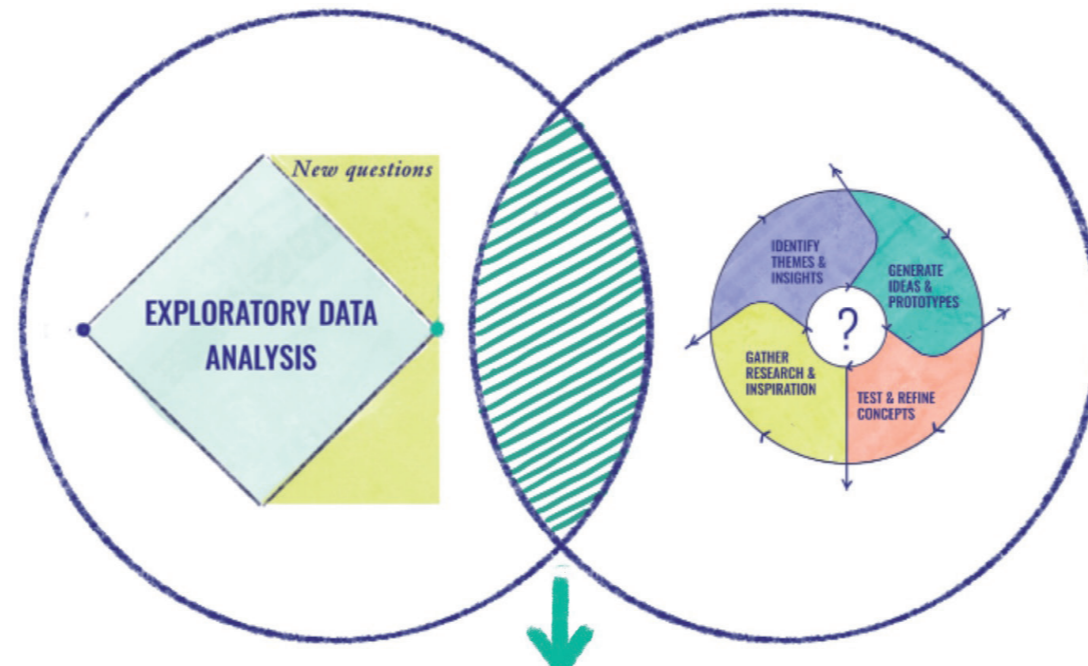 New questions
EXPLORATORY DATA
ANALYSIS
IDENTIFY
THEMES &
INSIGHTS
GENERATE
IDEAS &
PROTOTYPES
?
GATHER
RESEARCH &
INSPIRATION
TEST & REFINE
CONCEPTS